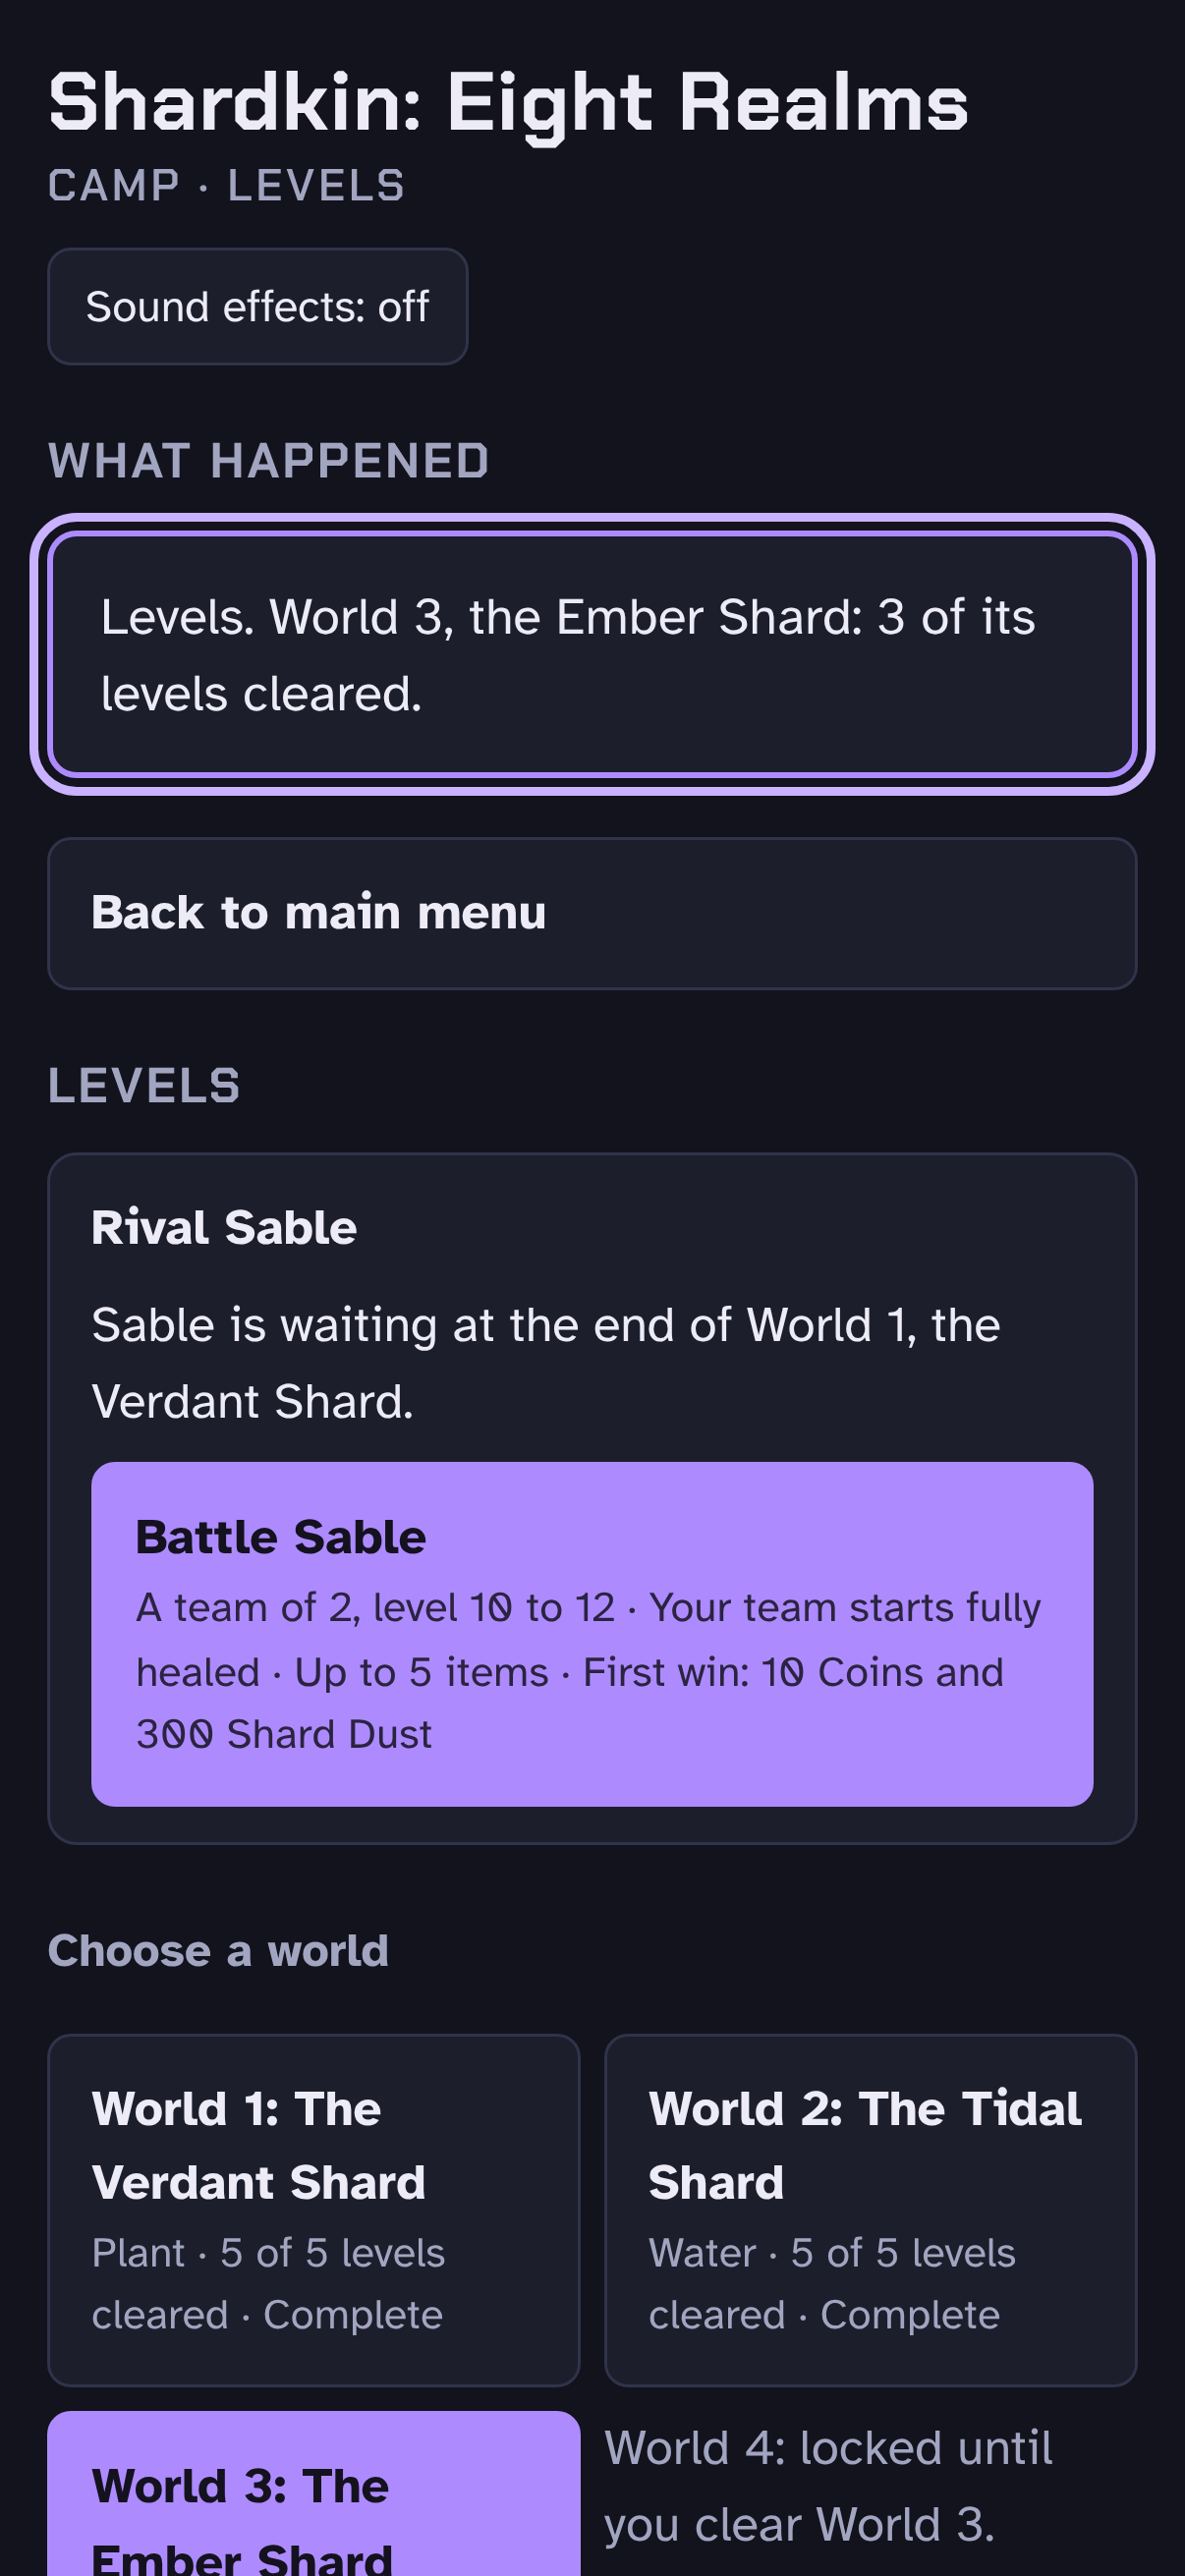 Shardkin: Eight Realms
CAMP · LEVELS
Sound effects: off
WHAT HAPPENED
Levels. World 3, the Ember Shard: 3 of its
levels cleared.
Back to main menu
LEVELS
Rival Sable
Sable is waiting at the end of World 1, the
Verdant Shard.
Battle Sable
A team of 2, level 10 to 12 · Your team starts fully
healed · Up to 5 items · First win: 10 Coins and
300 Shard Dust
Choose a world
World 1: The
Verdant Shard
Plant · 5 of 5 levels
cleared · Complete
World 2: The Tidal
Shard
Water · 5 of 5 levels
cleared · Complete
World 3: The
Ember Shard
World 4: locked until
you clear World 3.